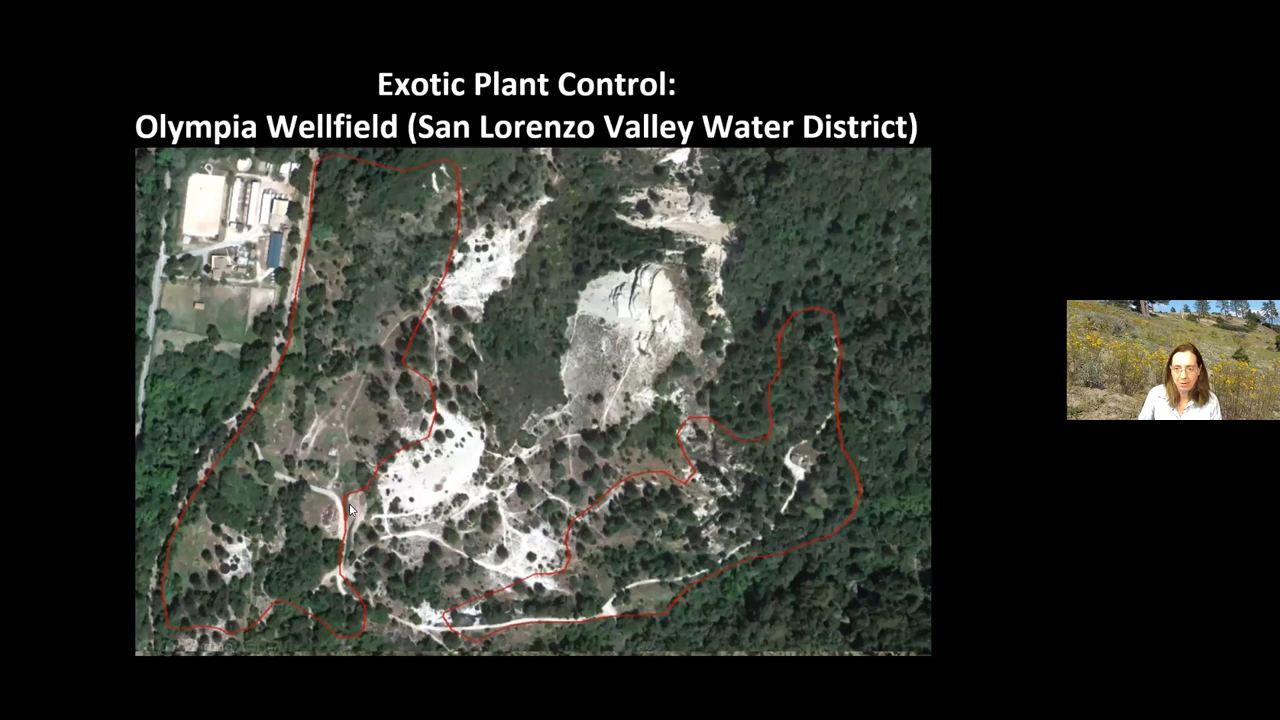 Exotic Plant Control:
Olympia Wellfield (San Lorenzo Valley Water District)